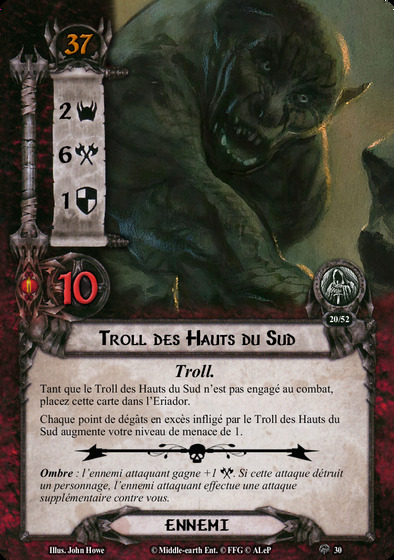 37
2
6
1
10
20/52
Troll des Hauts du Sud
Troll.
Tant que le Troll des Hauts du Sud n'est pas engagé au combat,
placez cette carte dans l'Eriador.
Chaque point de dégâts en excès infligé par le Troll des Hauts du
Sud augmente votre niveau de menace de 1.
Ombre : l'ennemi attaquant gagne +1 . Si cette attaque détruit
un personnage, l'ennemi attaquant effectue une attaque
supplémentaire contre vous.
ENNEMI
Illus. John Howe © Middle-earth Ent. © FFG © ALeP 30